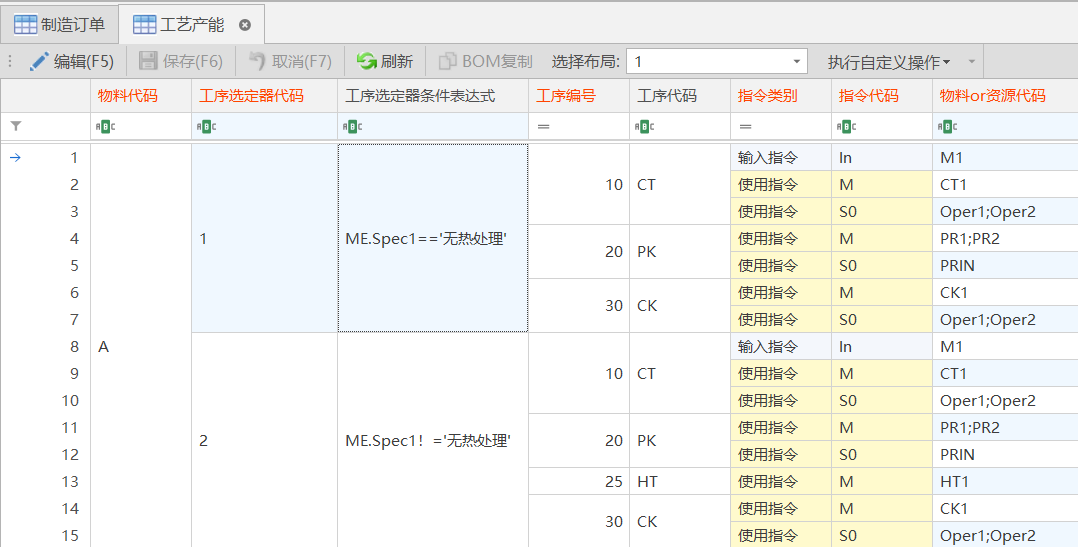 制造订单 工艺产能
编辑(F5) 保存(F6) 取消(F7) 刷新 BOM复制 选择布局: 1 执行自定义操作
物料代码 工序选定器代码 工序选定器条件表达式 工序编号 工序代码 指令类别 指令代码 物料or资源代码
ABC ABC ABC = ABC = ABC ABC
1 输入指令 In M1
2 10 CT 使用指令 M CT1
3 使用指令 S0 Oper1;Oper2
4 1 ME.Spec1=='无热处理' 使用指令 M PR1;PR2
5 20 PK 使用指令 S0 PRIN
6 使用指令 M CK1
7 30 CK 使用指令 S0 Oper1;Oper2
8 A 输入指令 In M1
9 10 CT 使用指令 M CT1
10 使用指令 S0 Oper1;Oper2
11 使用指令 M PR1;PR2
12 2 ME.Spec1！='无热处理' 20 PK 使用指令 S0 PRIN
13 25 HT 使用指令 M HT1
14 使用指令 M CK1
15 30 CK 使用指令 S0 Oper1;Oper2